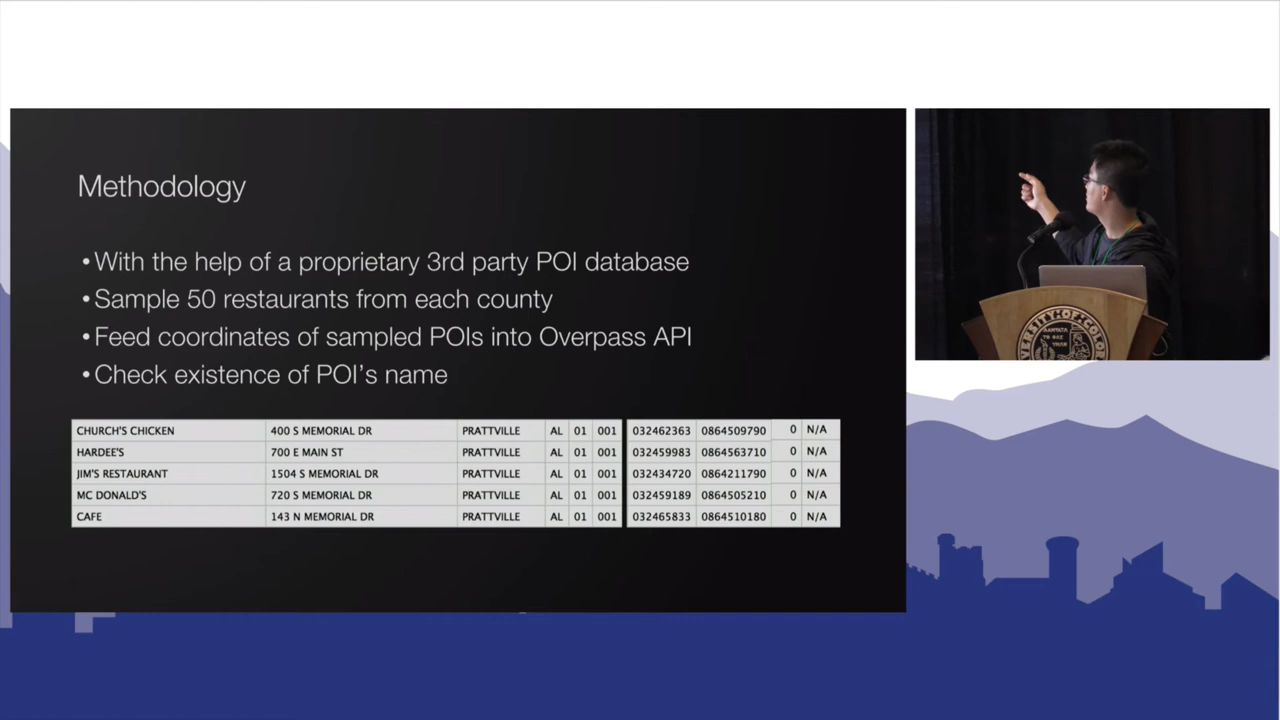 Methodology
•With the help of a proprietary 3rd party POI database
•Sample 50 restaurants from each county
•Feed coordinates of sampled POIs into Overpass API
•Check existence of POI's name
CHURCH'S CHICKEN 400 S MEMORIAL DR PRATTVILLE AL 01 001 032462363 0864509790 0 N/A
HARDEE'S 700 E MAIN ST PRATTVILLE AL 01 001 032459983 0864563710 0 N/A
JIM'S RESTAURANT 1504 S MEMORIAL DR PRATTVILLE AL 01 001 032434720 0864211790 0 N/A
MC DONALD'S 720 S MEMORIAL DR PRATTVILLE AL 01 001 032459189 0864505210 0 N/A
CAFE 143 N MEMORIAL DR PRATTVILLE AL 01 001 032465833 0864510180 0 N/A